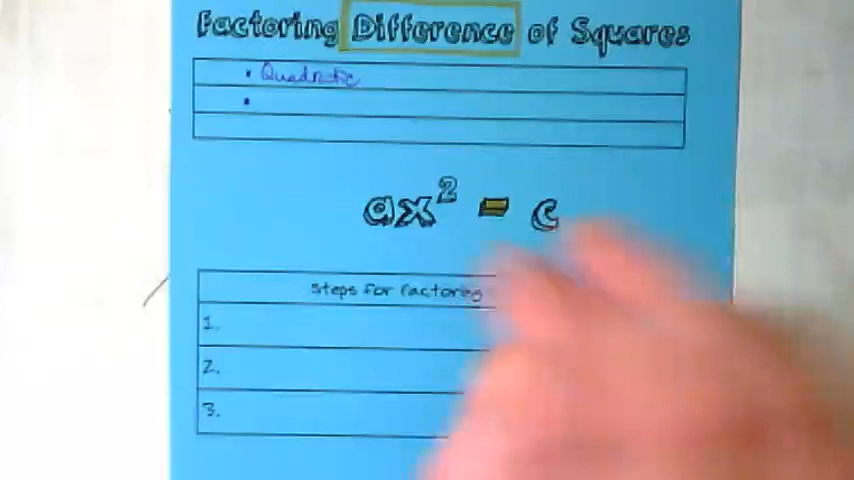 Factoring Difference of Squares
• Quadratic
•
ax² = c
Steps for Factoring
1.
2.
3.